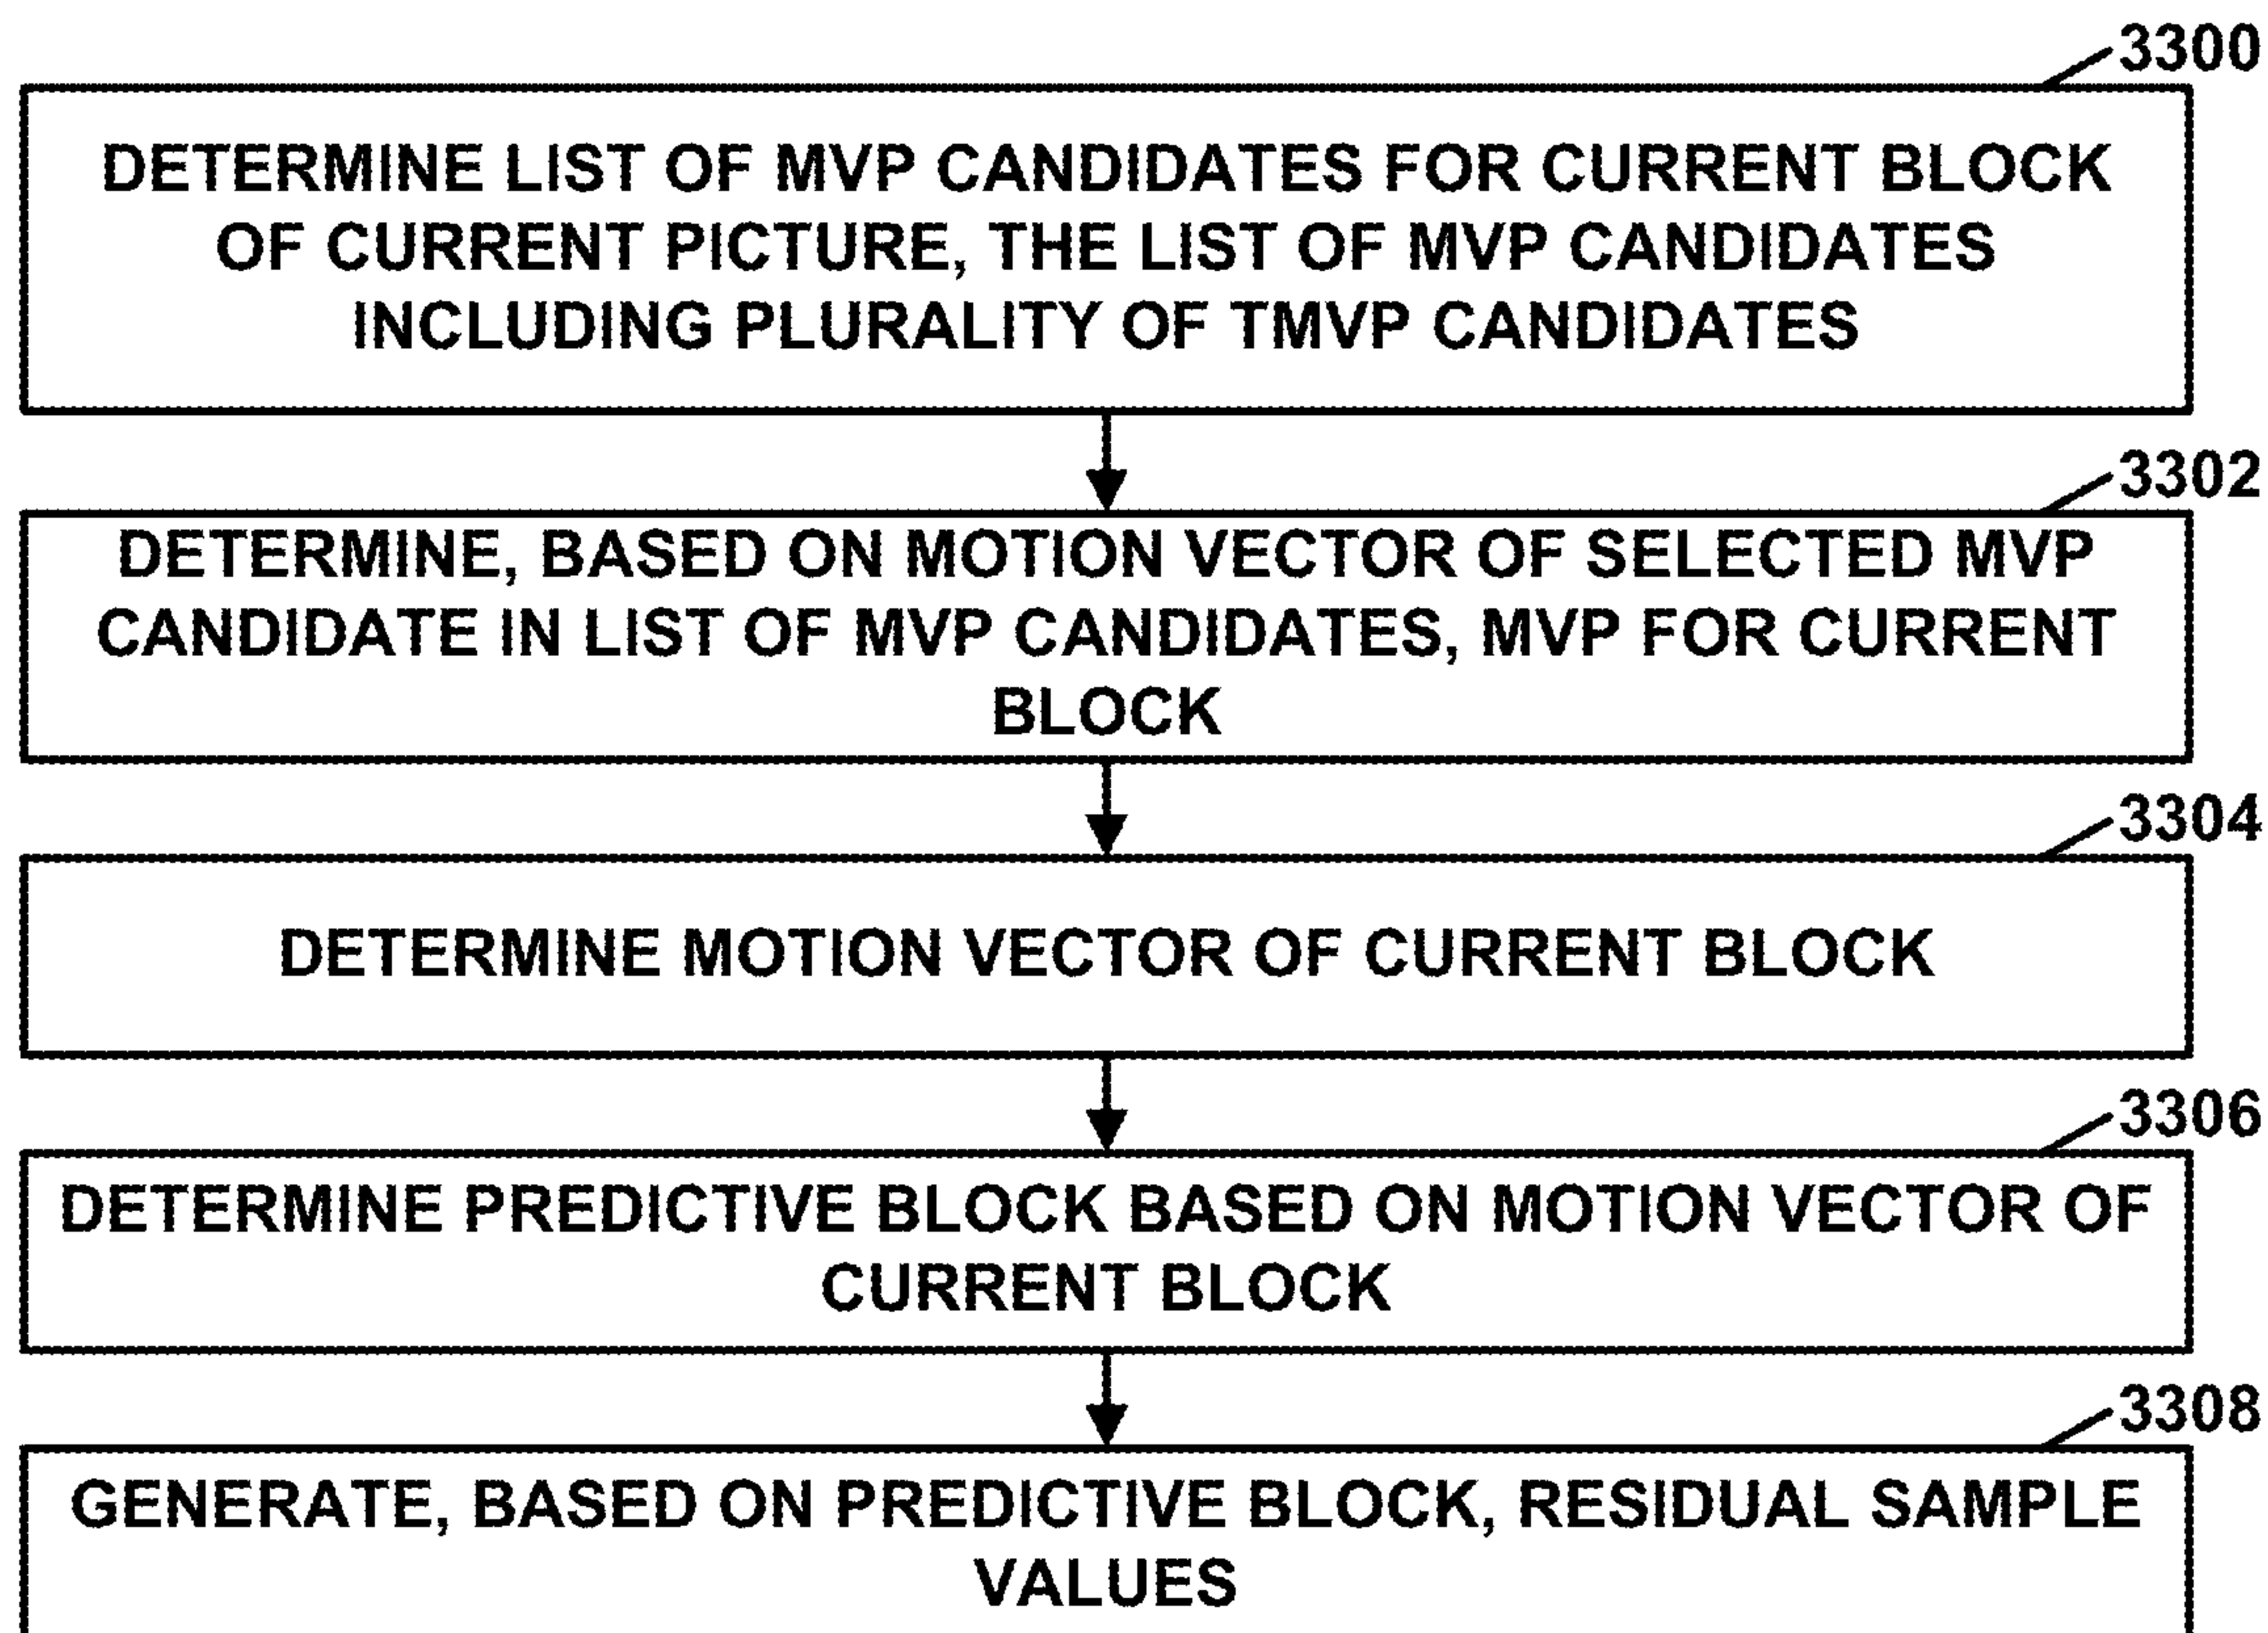 3300
DETERMINE LIST OF MVP CANDIDATES FOR CURRENT BLOCK
OF CURRENT PICTURE, THE LIST OF MVP CANDIDATES
INCLUDING PLURALITY OF TMVP CANDIDATES
3302
DETERMINE, BASED ON MOTION VECTOR OF SELECTED MVP
CANDIDATE IN LIST OF MVP CANDIDATES, MVP FOR CURRENT
BLOCK
3304
DETERMINE MOTION VECTOR OF CURRENT BLOCK
3306
DETERMINE PREDICTIVE BLOCK BASED ON MOTION VECTOR OF
CURRENT BLOCK
3308
GENERATE, BASED ON PREDICTIVE BLOCK, RESIDUAL SAMPLE
VALUES